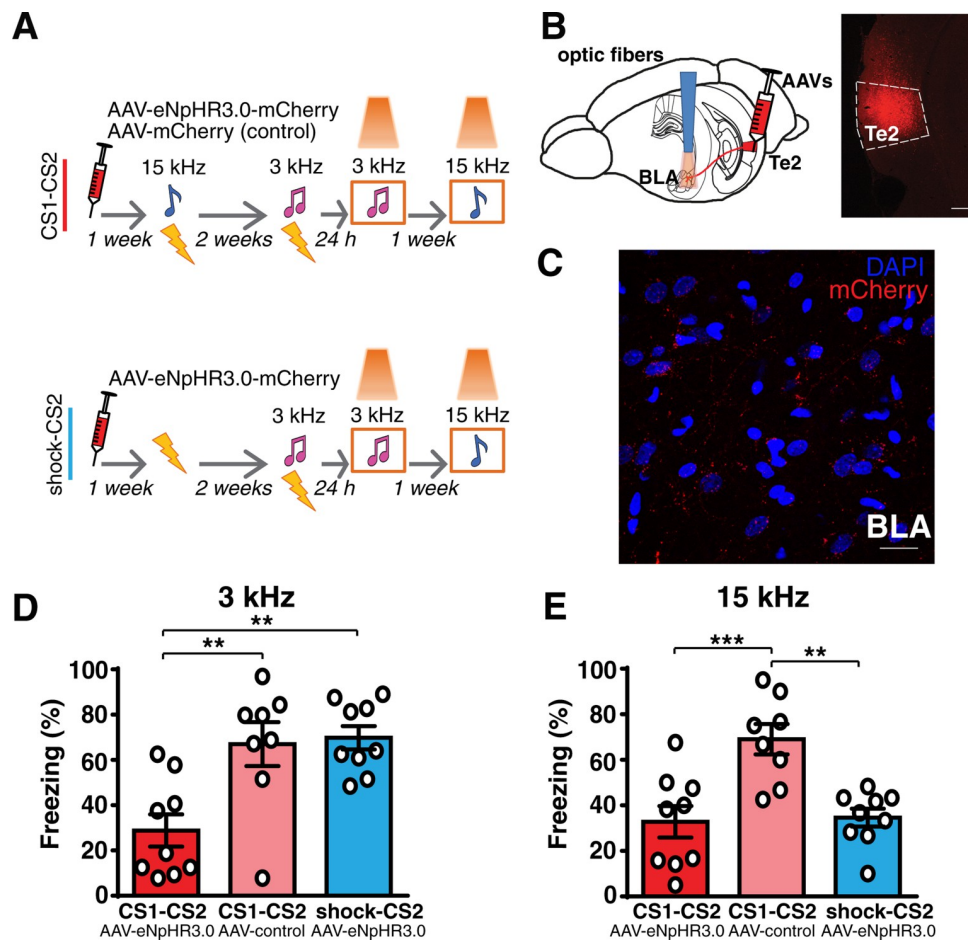 A
AAV-eNpHR3.0-mCherry
AAV-mCherry (control)
15 kHz
3 kHz
3 kHz
15 kHz
CS1-CS2
1 week
2 weeks
24 h
1 week
AAV-eNpHR3.0-mCherry
3 kHz
3 kHz
15 kHz
shock-CS2
1 week
2 weeks
24 h
1 week
B
optic fibers
AAVs
BLA
Te2
Te2
C
DAPI
mCherry
BLA
D
3 kHz
**
**
Freezing (%)
100
80
60
40
20
0
CS1-CS2 CS1-CS2 shock-CS2
AAV-eNpHR3.0 AAV-control AAV-eNpHR3.0
E
15 kHz
***
**
Freezing (%)
100
80
60
40
20
0
CS1-CS2 CS1-CS2 shock-CS2
AAV-eNpHR3.0 AAV-control AAV-eNpHR3.0